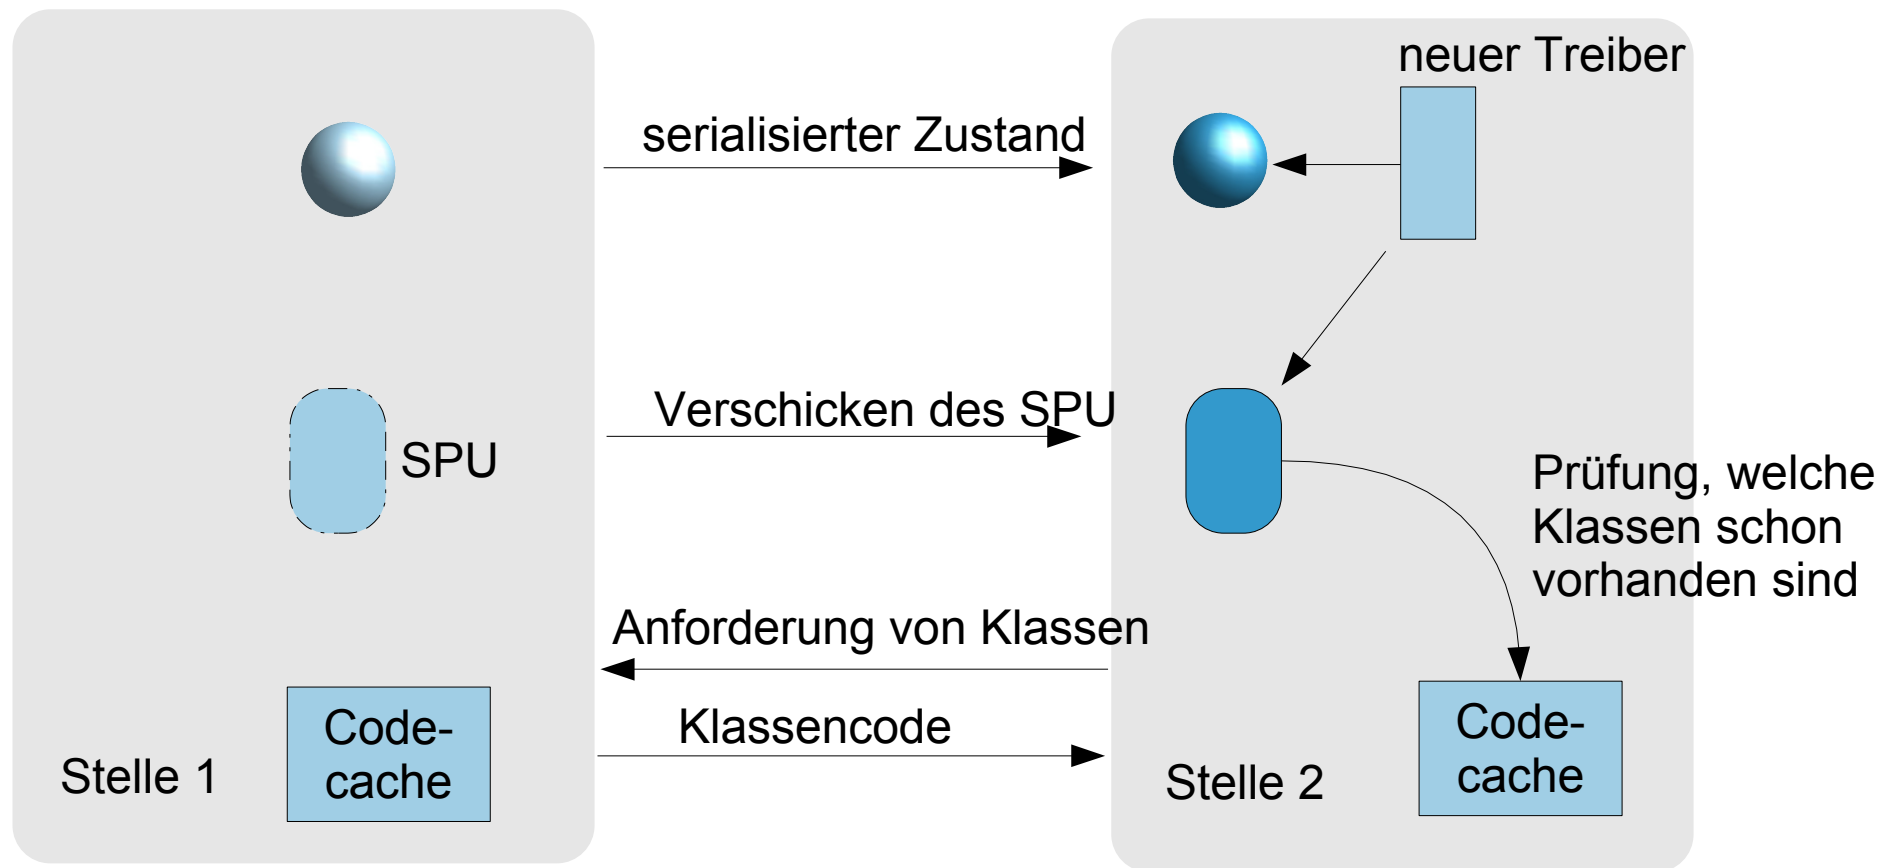 neuer Treiber
serialisierter Zustand
Verschicken des SPU
SPU
Prüfung, welche
Klassen schon
vorhanden sind
Anforderung von Klassen
Klassencode
Code-
cache
Stelle 1
Code-
cache
Stelle 2